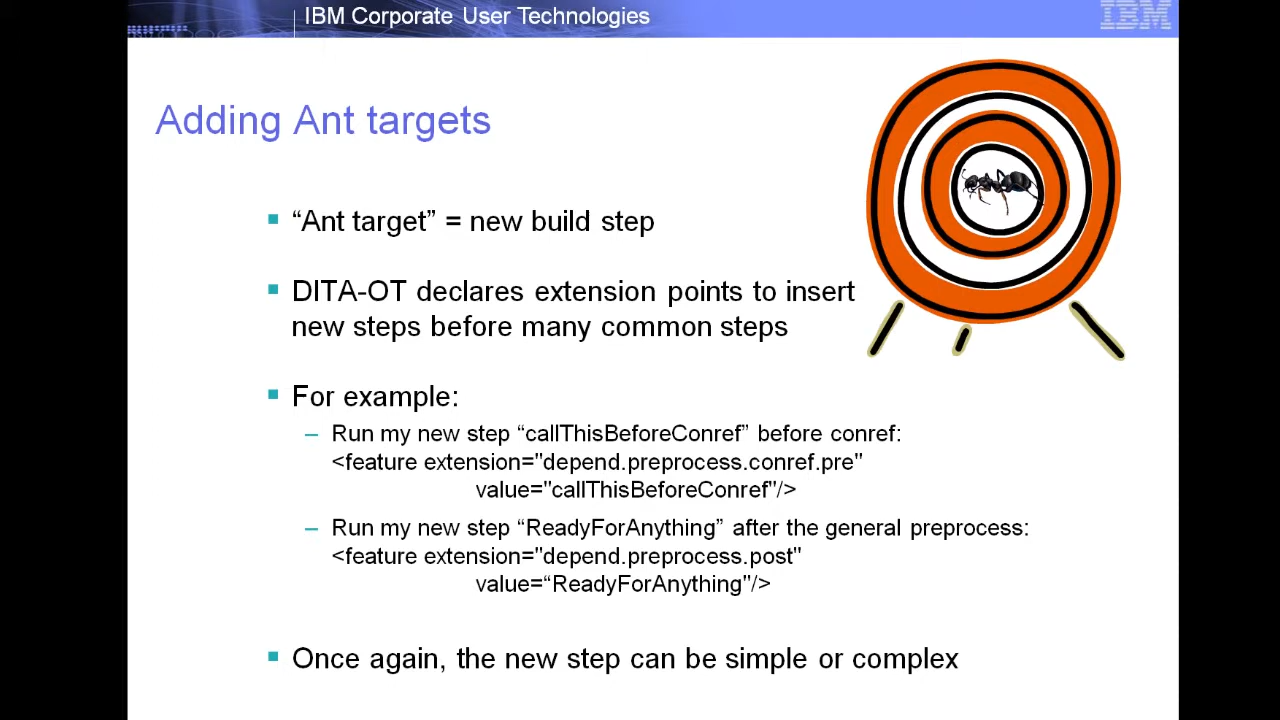 IBM Corporate User Technologies
IBM
Adding Ant targets
“Ant target” = new build step
DITA-OT declares extension points to insert
new steps before many common steps
For example:
– Run my new step “callThisBeforeConref” before conref:
<feature extension="depend.preprocess.conref.pre"
value="callThisBeforeConref"/>
– Run my new step “ReadyForAnything” after the general preprocess:
<feature extension="depend.preprocess.post"
value=“ReadyForAnything"/>
Once again, the new step can be simple or complex